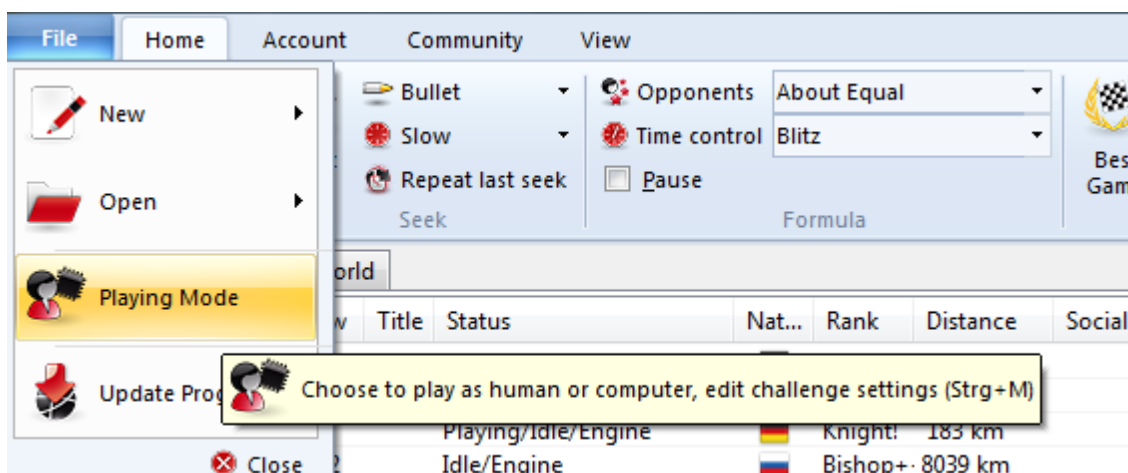 File Home Account Community View
New
Open
Playing Mode
Close
Bullet
Slow
Repeat last seek
Seek
Opponents About Equal
Time control Blitz
Pause
Formula
Title Status Nat... Rank Distance Social
Choose to play as human or computer, edit challenge settings (Strg+M)
Update
Playing/Idle/Engine Knight! 183 km
2 Idle/Engine Bishop+· 8039 km